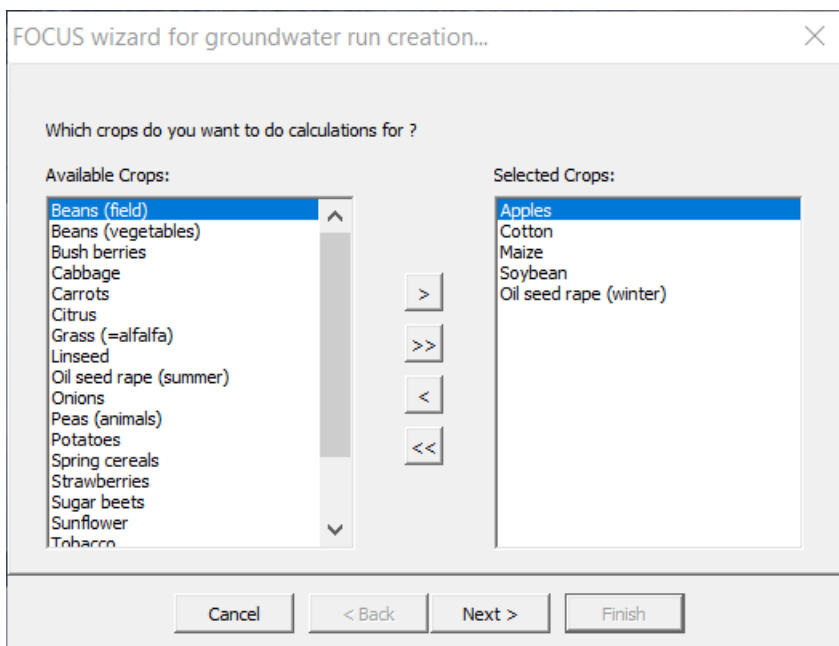 FOCUS wizard for groundwater run creation...
Which crops do you want to do calculations for ?
Available Crops:
Beans (field)
Beans (vegetables)
Bush berries
Cabbage
Carrots
Citrus
Grass (=alfalfa)
Linseed
Oil seed rape (summer)
Onions
Peas (animals)
Potatoes
Spring cereals
Strawberries
Sugar beets
Sunflower
Tobacco
>
>>
<
<<
Selected Crops:
Apples
Cotton
Maize
Soybean
Oil seed rape (winter)
Cancel
< Back
Next >
Finish